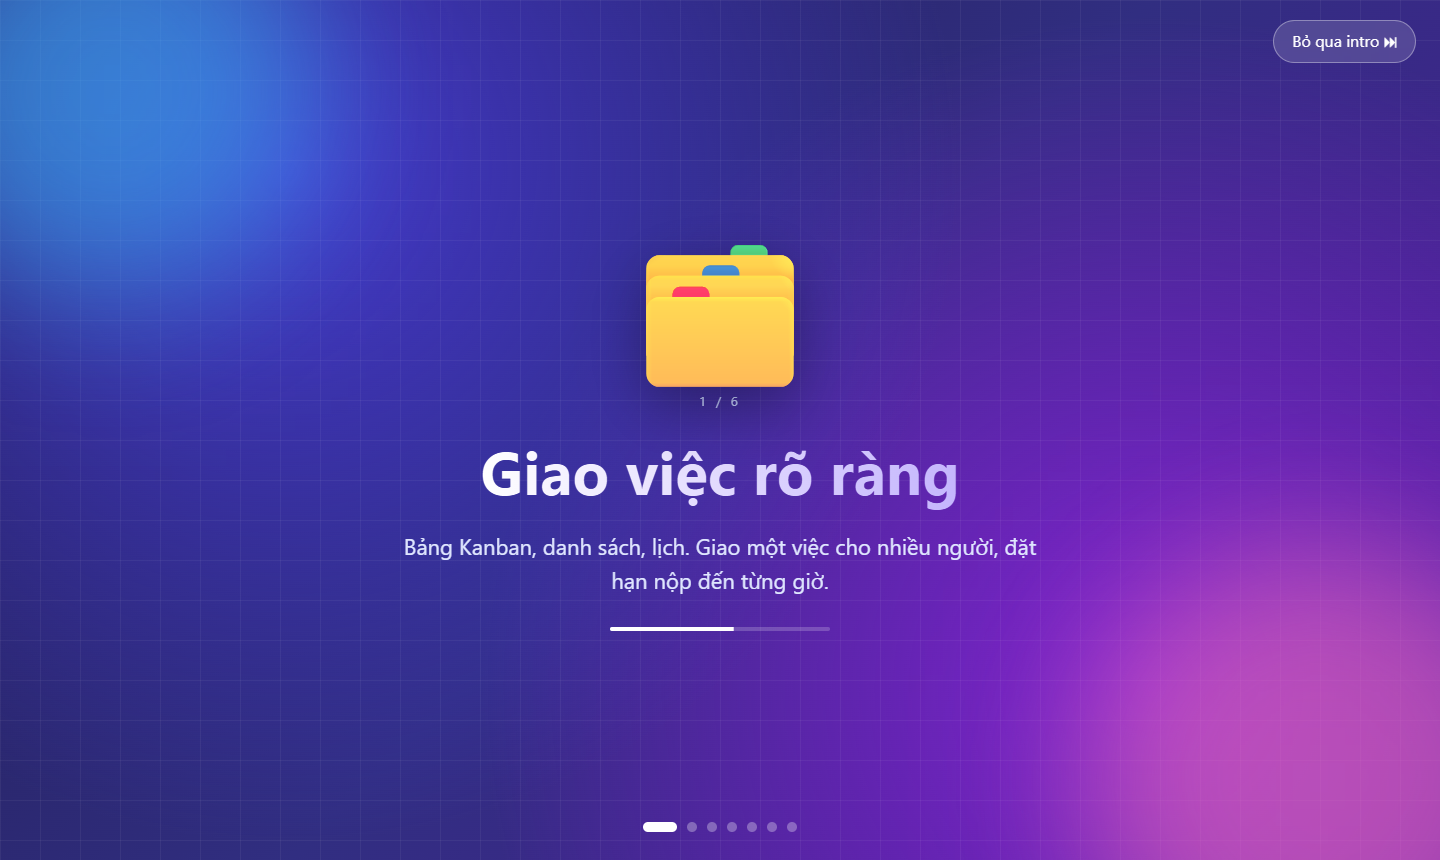 Bỏ qua intro ⏭
1 / 6
Giao việc rõ ràng
Bảng Kanban, danh sách, lịch. Giao một việc cho nhiều người, đặt
hạn nộp đến từng giờ.